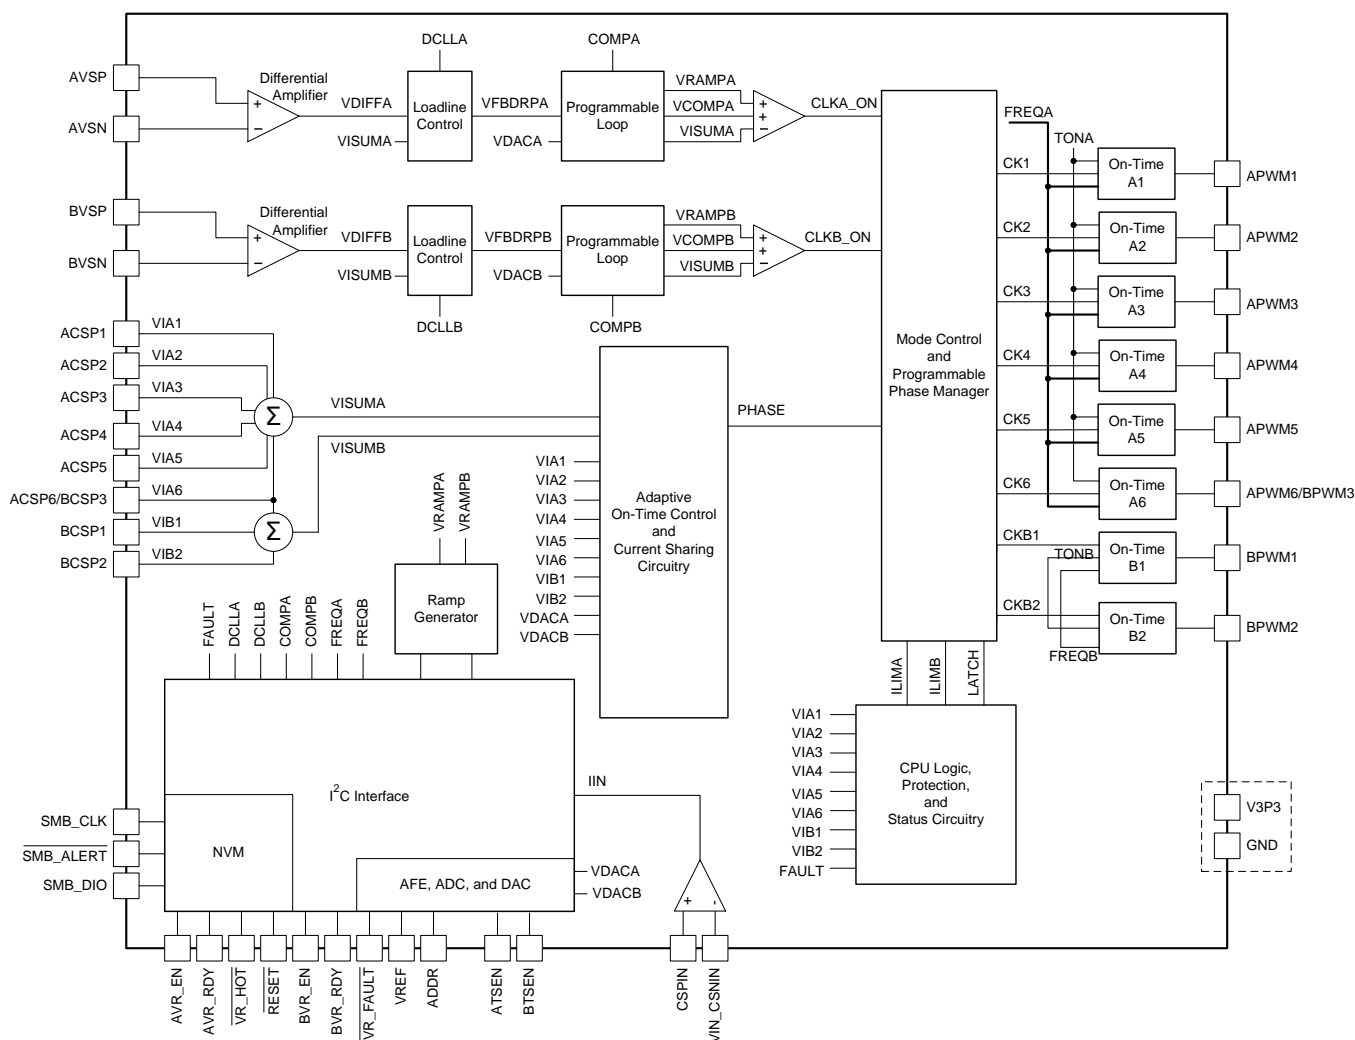 DCLLA
COMPA
AVSP
Differential
Amplifier
+
−
VDIFFA
VISUMA
Loadline
Control
VFBDRPA
VDACA
Programmable
Loop
VRAMPA
VCOMPA
VISUMA
+
+
−
CLKA_ON
AVSN
FREQA
TONA
CK1
On-Time
A1
APWM1
BVSP
Differential
Amplifier
+
−
VDIFFB
VISUMB
Loadline
Control
VFBDRPB
VDACB
Programmable
Loop
VRAMPB
VCOMPB
VISUMB
+
+
−
CLKB_ON
BVSN
DCLLB
COMPB
CK2
On-Time
A2
APWM2
CK3
On-Time
A3
APWM3
Mode Control
and
Programmable
Phase Manager
CK4
On-Time
A4
APWM4
CK5
On-Time
A5
APWM5
CK6
On-Time
A6
APWM6/BPWM3
CKB1
TONB
On-Time
B1
BPWM1
CKB2
FREQB
On-Time
B2
BPWM2
ACSP1
VIA1
ACSP2
VIA2
ACSP3
VIA3
ACSP4
VIA4
ACSP5
VIA5
ACSP6/BCSP3
VIA6
BCSP1
VIB1
BCSP2
VIB2
Σ
Σ
VISUMA
VISUMB
PHASE
VIA1
VIA2
VIA3
VIA4
VIA5
VIA6
VIB1
VIB2
VDACA
VDACB
Adaptive
On-Time Control
and
Current Sharing
Circuitry
VRAMPA
VRAMPB
Ramp
Generator
FAULT
DCLLA
DCLLB
COMPA
COMPB
FREQA
FREQB
ILIMA
ILIMB
LATCH
VIA1
VIA2
VIA3
VIA4
VIA5
VIA6
VIB1
VIB2
FAULT
CPU Logic,
Protection,
and
Status Circuitry
I2C Interface
IIN
SMB_CLK
SMB_ALERT
SMB_DIO
NVM
AFE, ADC, and DAC
VDACA
VDACB
+
-
V3P3
GND
AVR_EN
AVR_RDY
VR_HOT
RESET
BVR_EN
BVR_RDY
VR_FAULT
VREF
ADDR
ATSEN
BTSEN
CSPIN
VIN_CSNIN